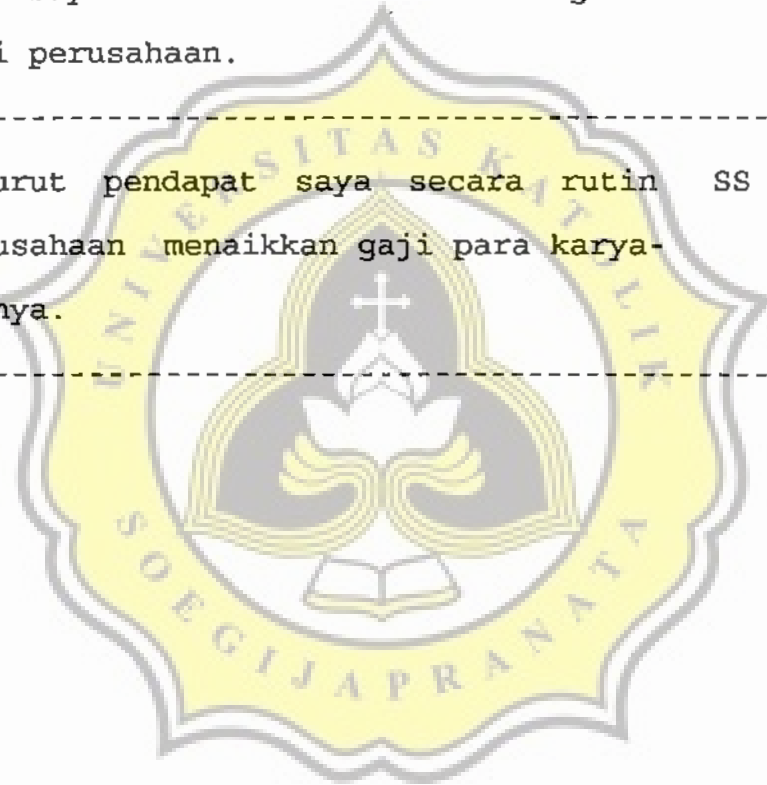 i perusahaan.
urut pendapat saya secara rutin SS
usahaan menaikkan gaji para karya-
nya.
UNIVERSITAS KATOLIK
SOEGIJAPRANATA